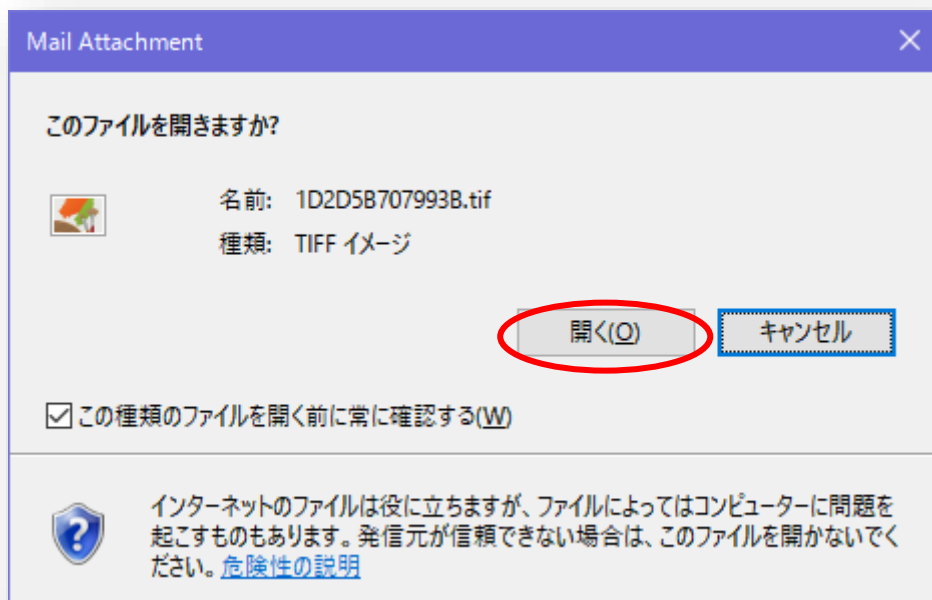 Mail Attachment
このファイルを開きますか?
名前: 1D2D5B707993B.tif
種類: TIFF イメージ
開く(O) キャンセル
この種類のファイルを開く前に常に確認する(W)
インターネットのファイルは役に立ちますが、ファイルによってはコンピューターに問題を
起こすものもあります。発信元が信頼できない場合は、このファイルを開かないでく
ださい。危険性の説明